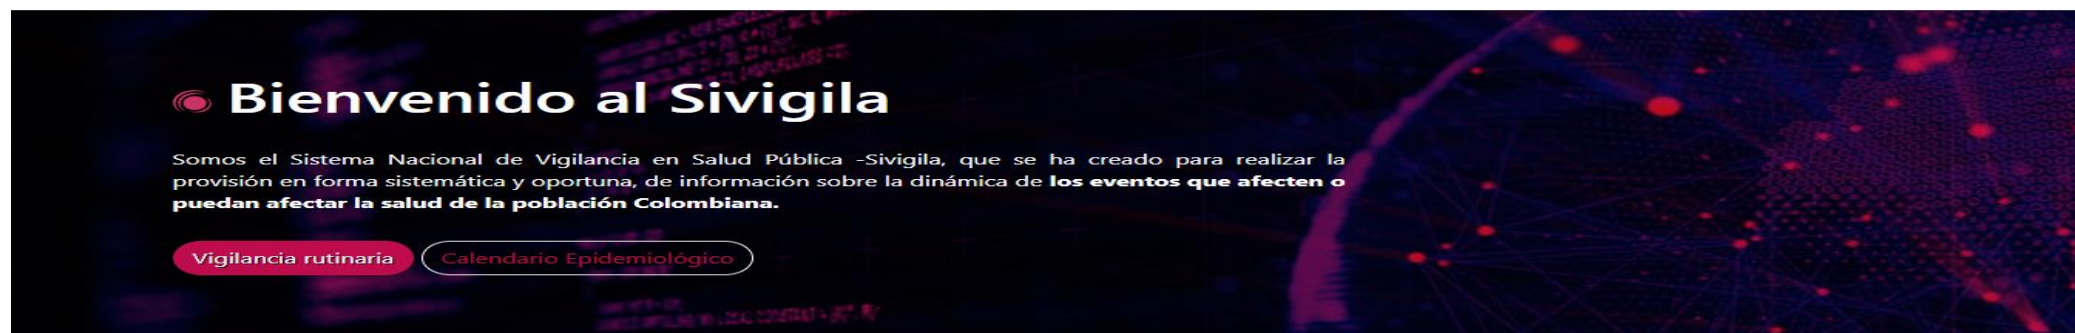 Bienvenido al Sivigila
Somos el Sistema Nacional de Vigilancia en Salud Pública -Sivigila, que se ha creado para realizar la
provisión en forma sistemática y oportuna, de información sobre la dinámica de los eventos que afecten o
puedan afectar la salud de la población Colombiana.
Vigilancia rutinaria Calendario Epidemiológico